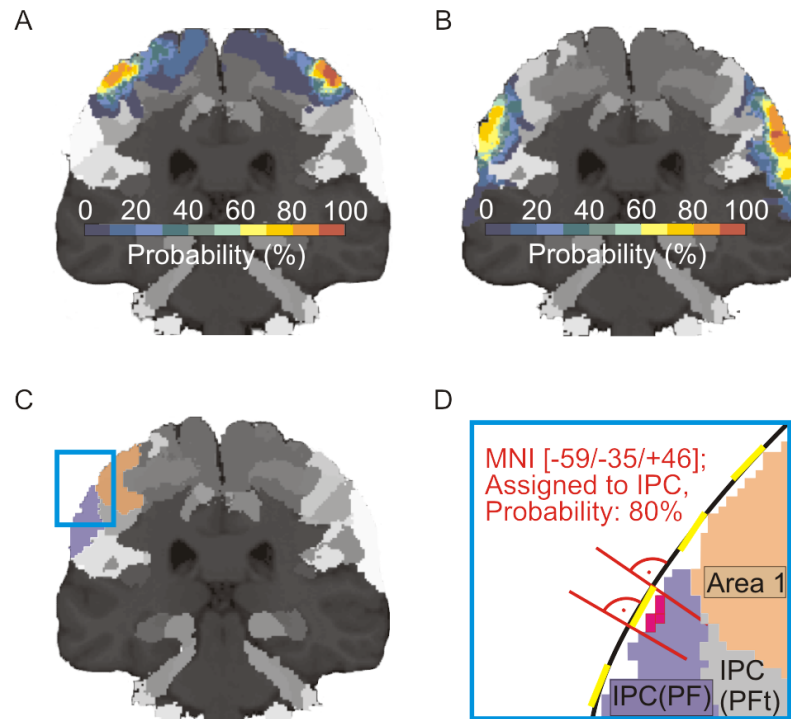 A
0 20 40 60 80 100
Probability (%)
B
0 20 40 60 80 100
Probability (%)
C
D
MNI [-59/-35/+46];
Assigned to IPC,
Probability: 80%
Area 1
IPC(PF)
IPC
(PFt)